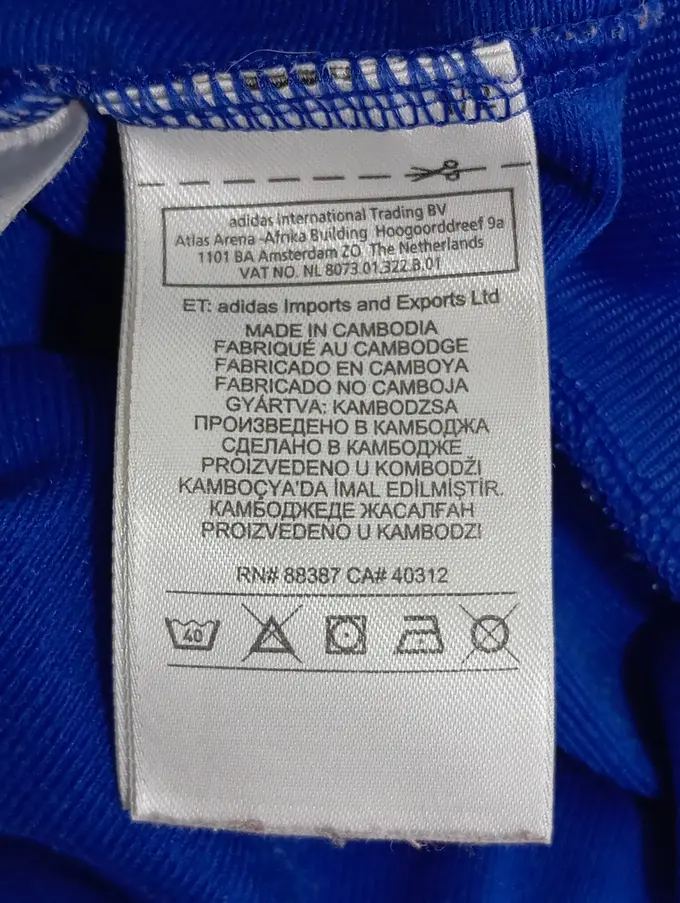 adidas International Trading BV
Atlas Arena -Afrika Building Hoogoorddreef 9a
1101 BA Amsterdam ZO The Netherlands
VAT NO. NL 8073.01.322.B.01
ET: adidas Imports and Exports Ltd
MADE IN CAMBODIA
FABRIQUÉ AU CAMBODGE
FABRICADO EN CAMBOYA
FABRICADO NO CAMBOJA
GYÁRTVA: KAMBODZSA
ПРОИЗВЕДЕНО В КАМБОДЖА
СДЕЛАНО В КАМБОДЖЕ
PROIZVEDENO U KOMBODŽI
KAMBOÇYA'DA İMAL EDİLMİŞTİR.
КАМБОДЖЕДЕ ЖАСАЛҒАН
PROIZVEDENO U KAMBODZI
RN# 88387 CA# 40312
40